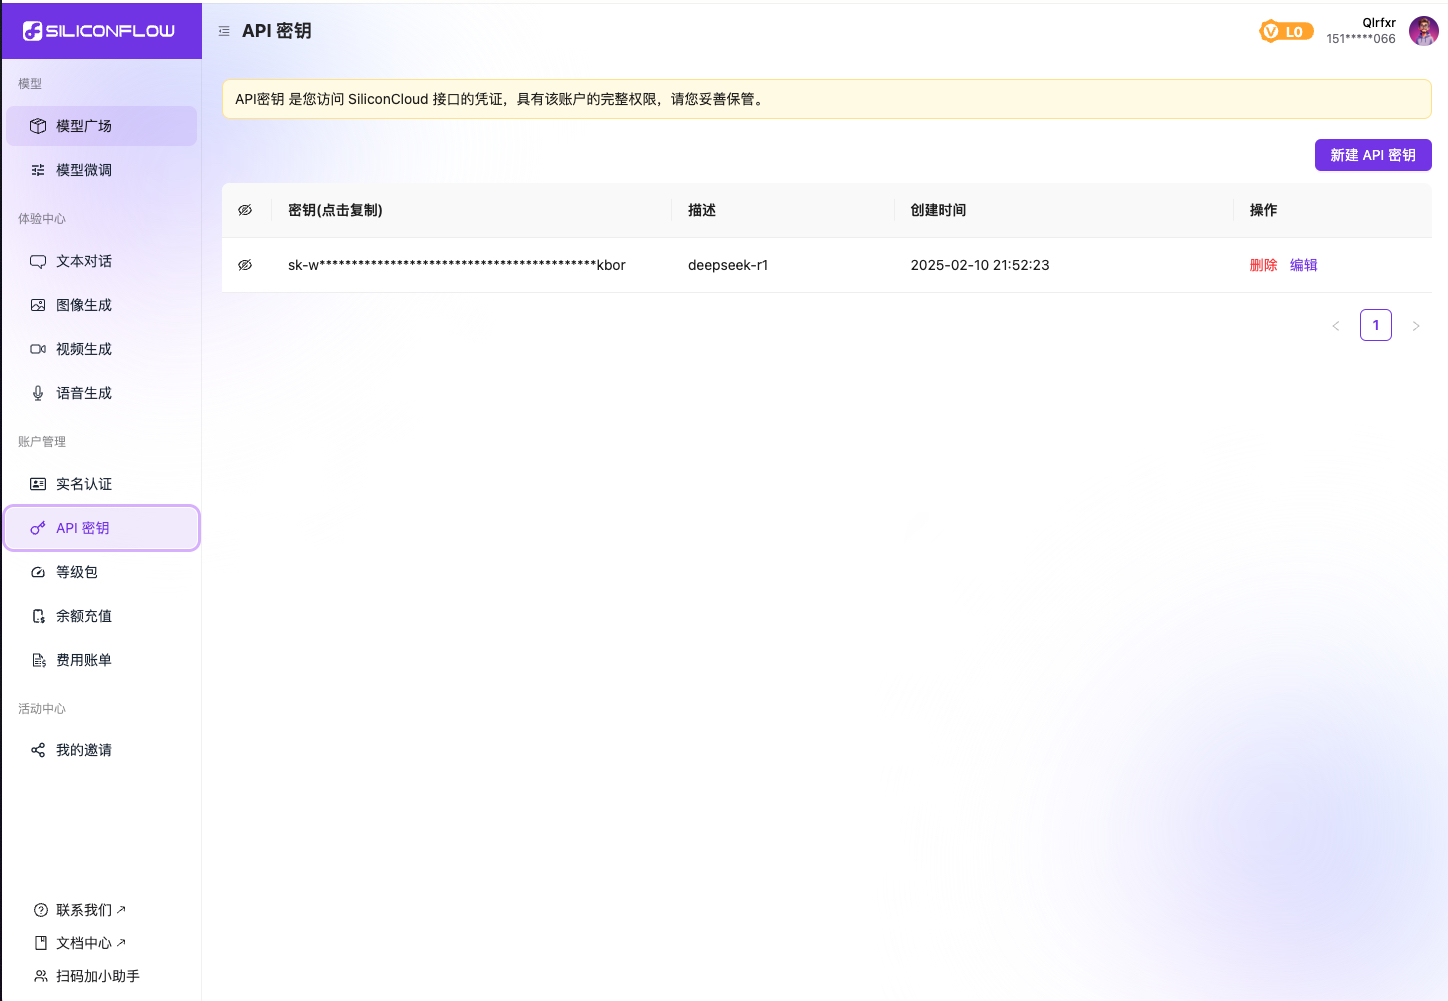 SILICONFLOW
API 密钥
L0
Qlrfxr
151*****066
模型
模型广场
模型微调
体验中心
文本对话
图像生成
视频生成
语音生成
账户管理
实名认证
API 密钥
等级包
余额充值
费用账单
活动中心
我的邀请
联系我们
文档中心
扫码加小助手
API密钥 是您访问 SiliconCloud 接口的凭证，具有该账户的完整权限，请您妥善保管。
新建 API 密钥
密钥(点击复制) 描述 创建时间 操作
sk-w********************************************kbor deepseek-r1 2025-02-10 21:52:23 删除 编辑
1